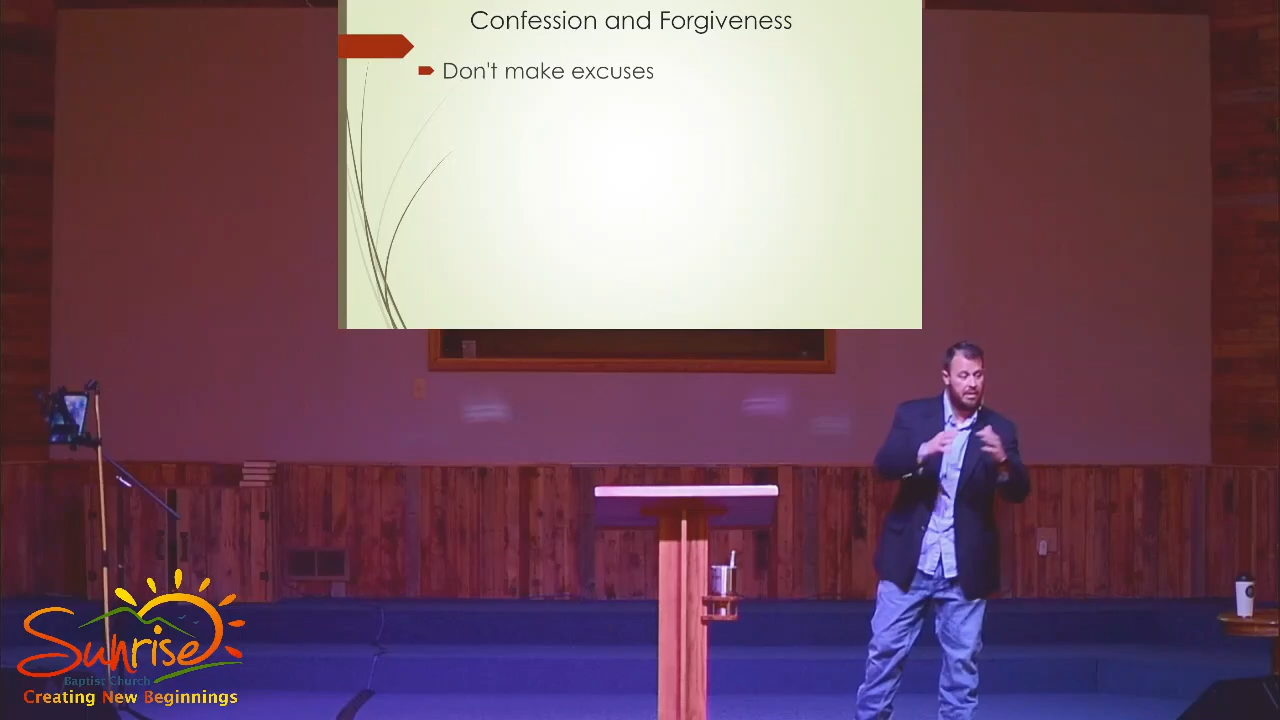 Confession and Forgiveness
Don't make excuses
Sunrise
Baptist Church
Creating New Beginnings